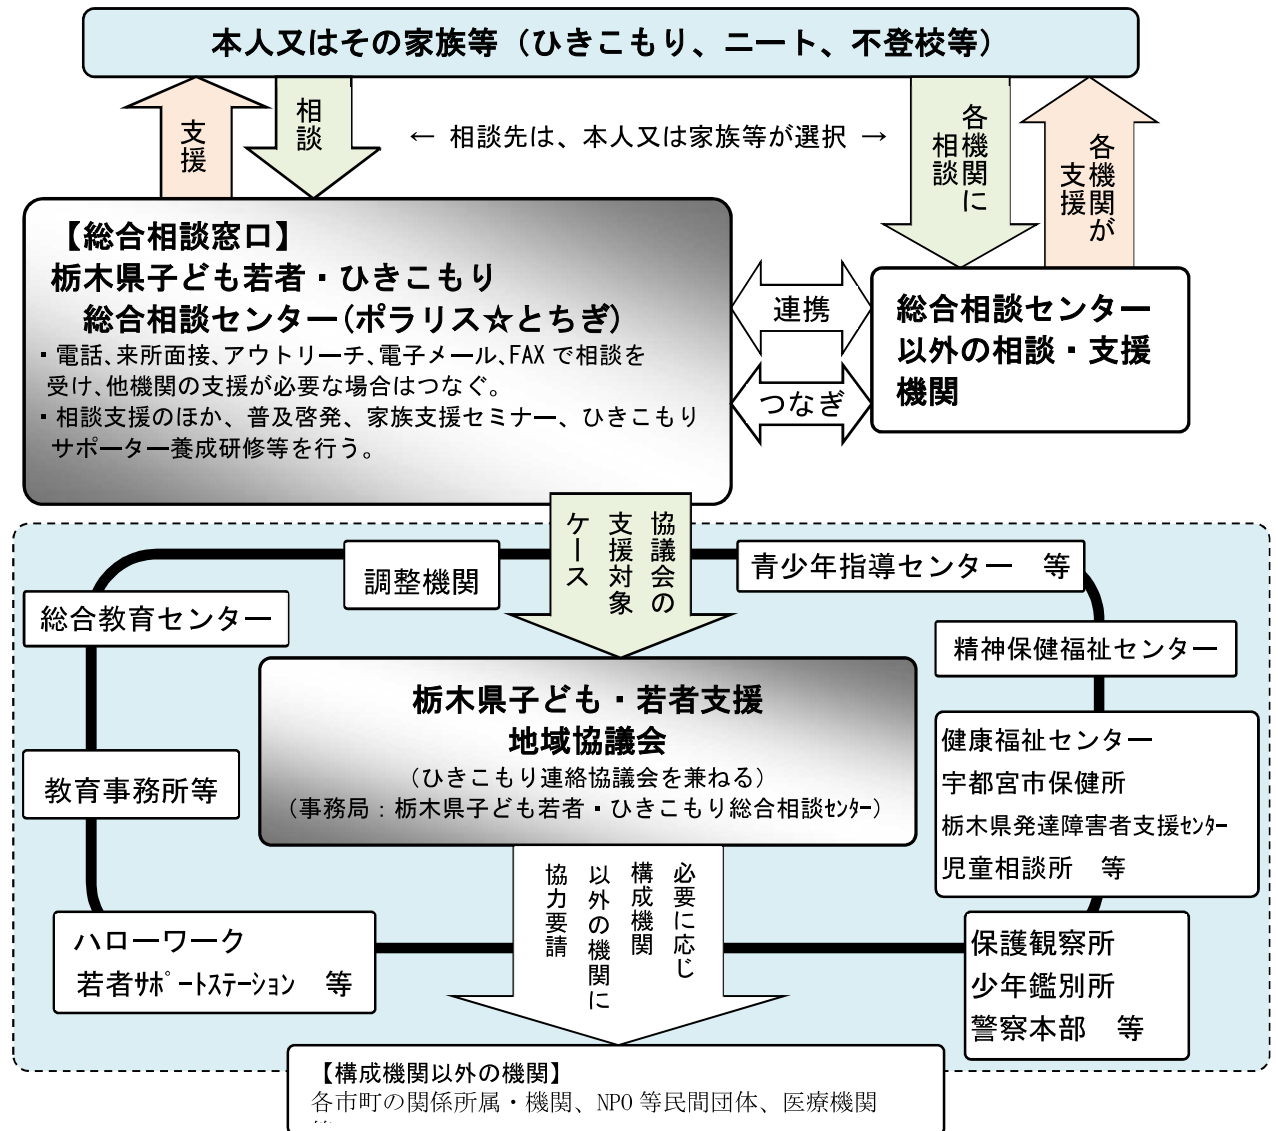 本人又はその家族等（ひきこもり、ニート、不登校等）
支援
相談
← 相談先は、本人又は家族等が選択 →
各機関に
相談
各機関が
支援
【総合相談窓口】
栃木県子ども若者・ひきこもり
総合相談センター(ポラリス☆とちぎ)
・電話、来所面接、アウトリーチ、電子メール、FAXで相談を
受け、他機関の支援が必要な場合はつなぐ。
・相談支援のほか、普及啓発、家族支援セミナー、ひきこもり
サポーター養成研修等を行う。
連携
つなぎ
総合相談センター
以外の相談・支援
機関
協議会の
支援対象
ケース
調整機関
青少年指導センター　等
総合教育センター
精神保健福祉センター
栃木県子ども・若者支援
地域協議会
（ひきこもり連絡協議会を兼ねる）
（事務局：栃木県子ども若者・ひきこもり総合相談ｾﾝﾀｰ）
教育事務所等
健康福祉センター
宇都宮市保健所
栃木県発達障害者支援ｾﾝﾀｰ
児童相談所　等
必要に応じ
構成機関
以外の機関に
協力要請
ハローワーク
若者ｻﾎﾟｰﾄｽﾃｰｼｮﾝ　等
保護観察所
少年鑑別所
警察本部　等
【構成機関以外の機関】
各市町の関係所属・機関、NPO等民間団体、医療機関